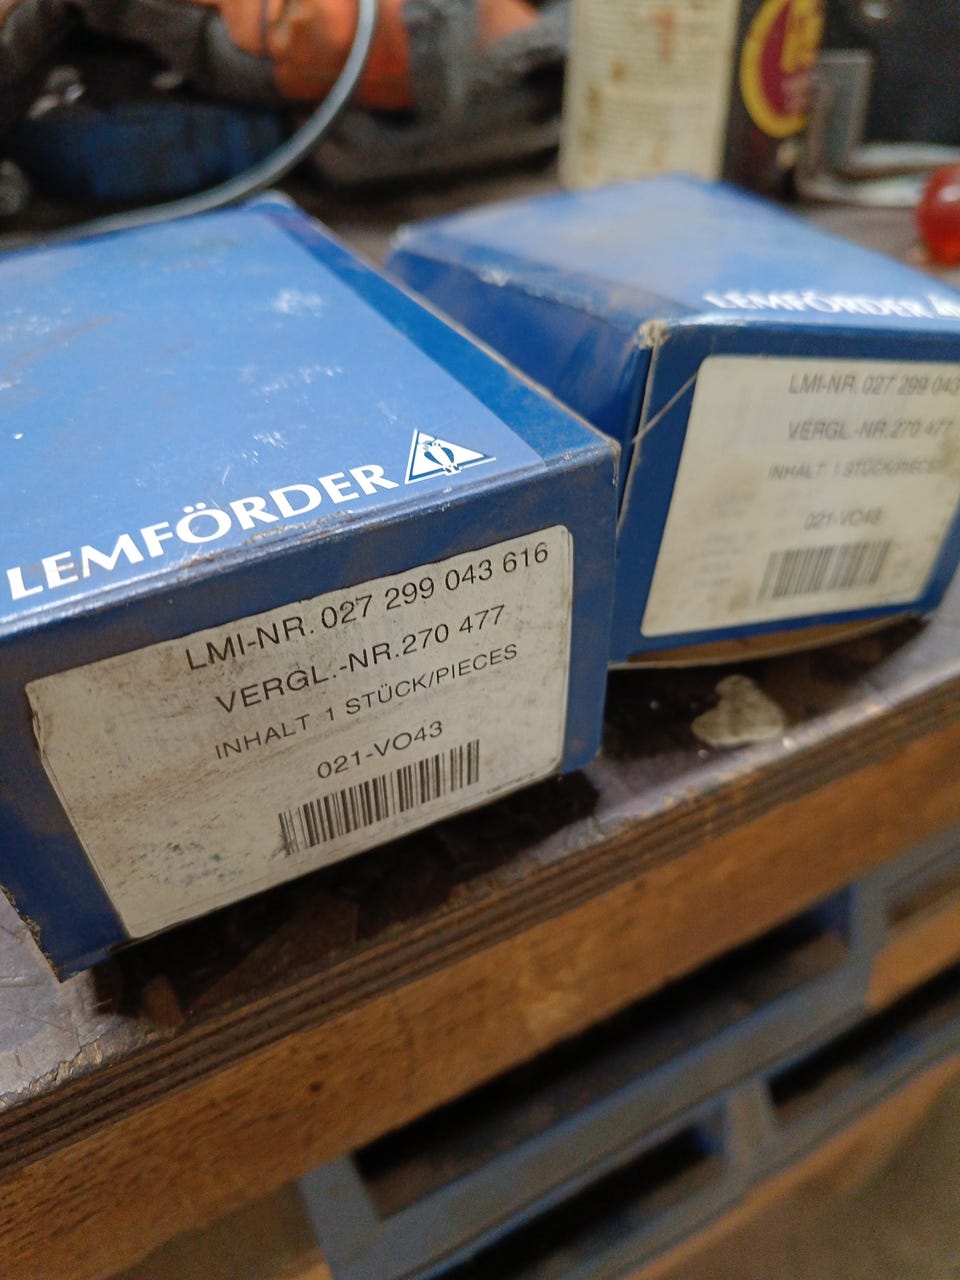 LEMFÖRDER
LMI-NR. 027 299 043 616
VERGL.-NR.270 477
INHALT 1 STÜCK/PIECES
021-VO43
LEMFÖRDER
LMI-NR. 027 299 043
VERGL.-NR.270 477
INHALT 1 STÜCK/PIECES
021-VO43